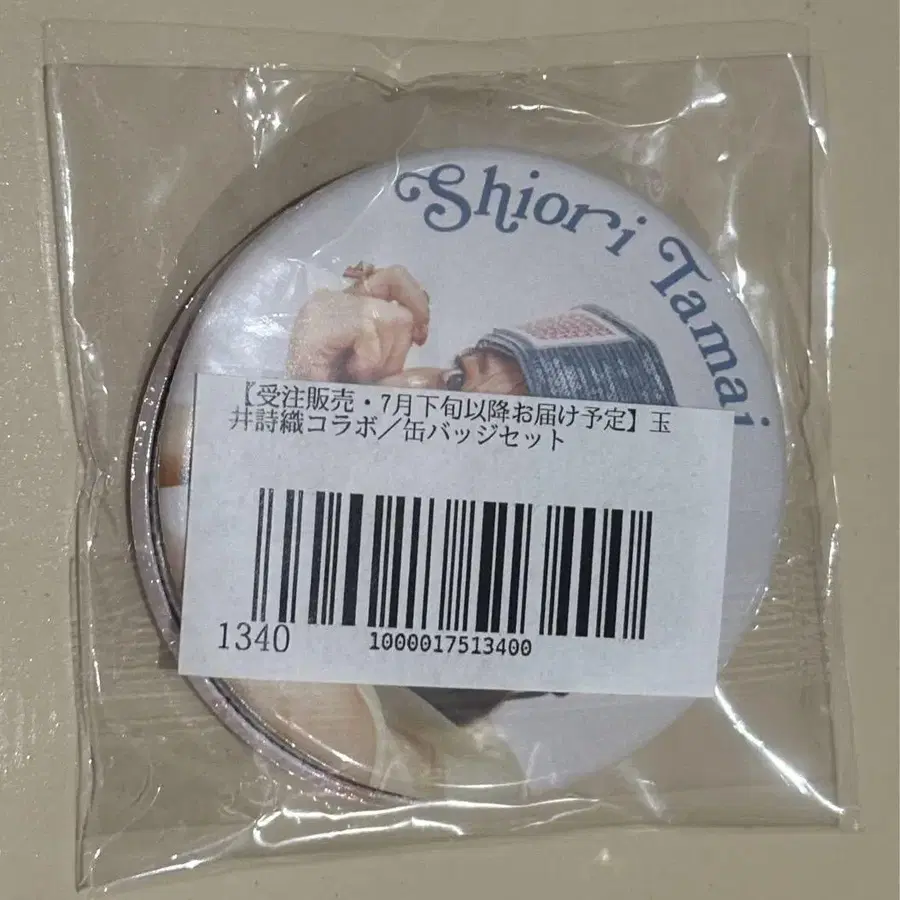 Shiori Tamai
【受注販売・7月下旬以降お届け予定】玉
井詩織コラボ／缶バッジセット
1340
1000017513400